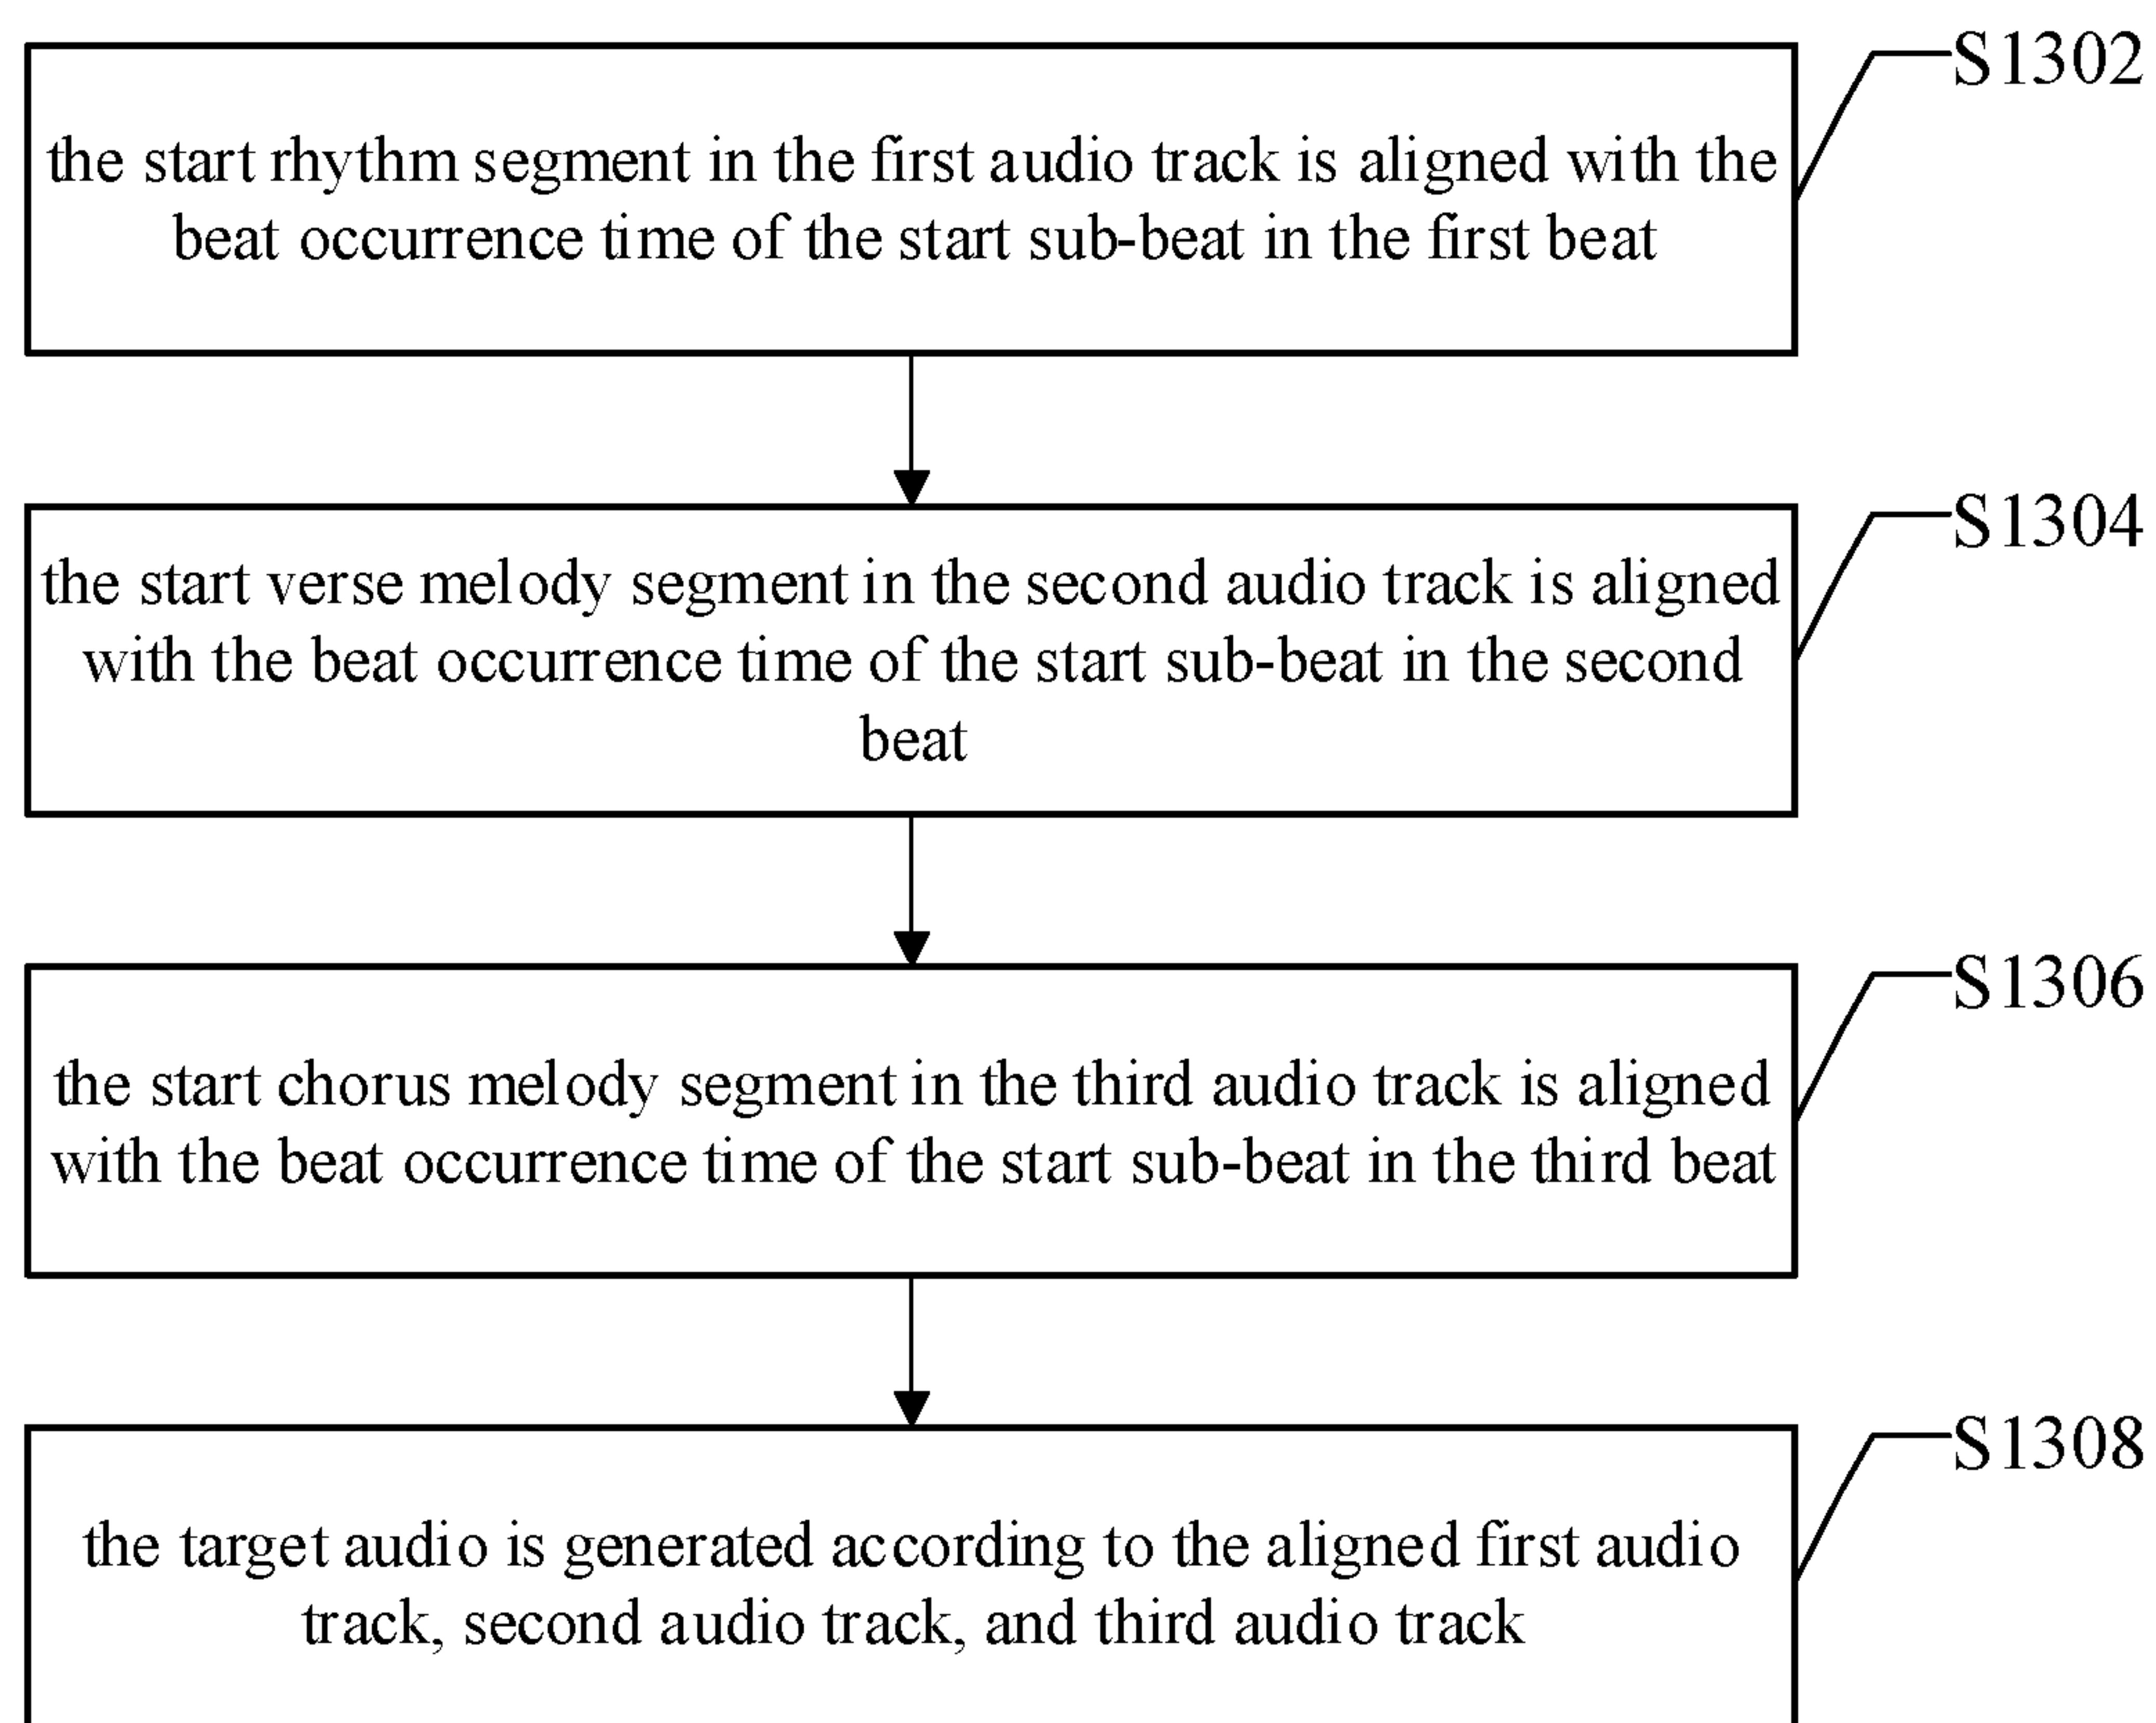 S1302
the start rhythm segment in the first audio track is aligned with the
beat occurrence time of the start sub-beat in the first beat
S1304
the start verse melody segment in the second audio track is aligned
with the beat occurrence time of the start sub-beat in the second
beat
S1306
the start chorus melody segment in the third audio track is aligned
with the beat occurrence time of the start sub-beat in the third beat
S1308
the target audio is generated according to the aligned first audio
track, second audio track, and third audio track